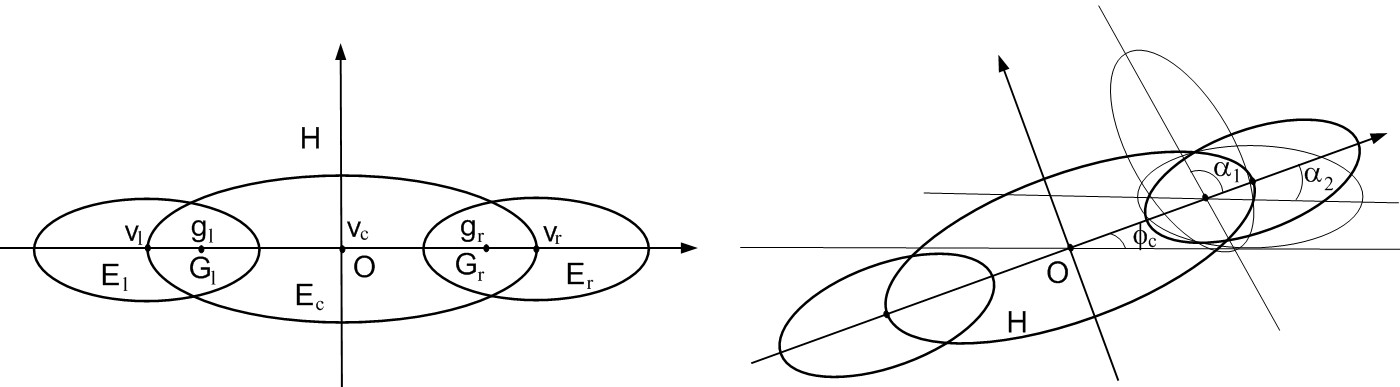 H
v_l g_l v_c g_r v_r
E_l G_l O G_r E_r
E_c
α_1 α_2
ϕ_c
O
H